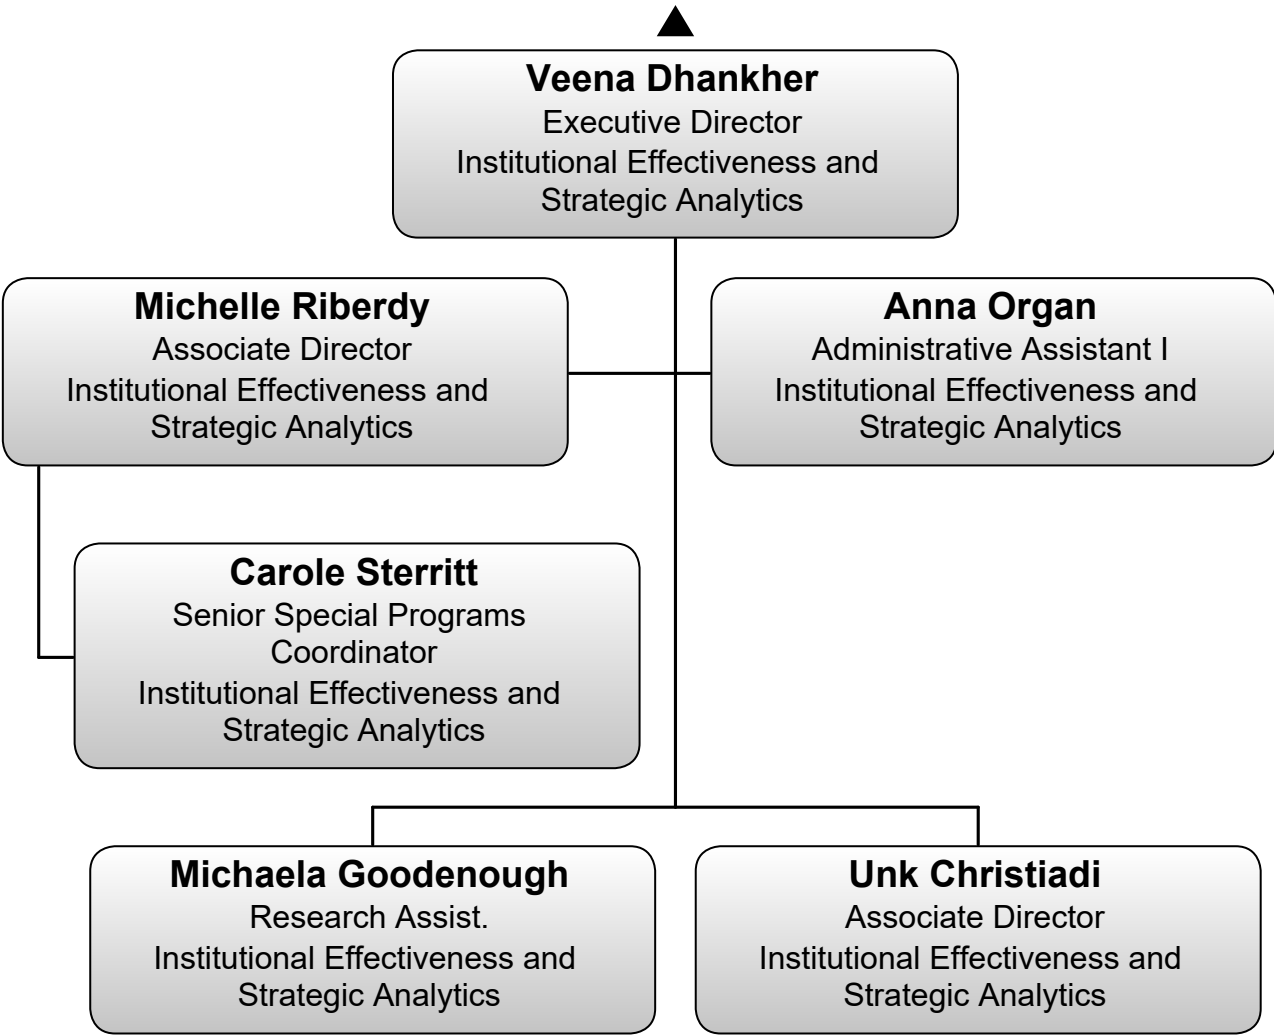 Veena Dhankher
Executive Director
Institutional Effectiveness and
Strategic Analytics
Michelle Riberdy
Associate Director
Institutional Effectiveness and
Strategic Analytics
Anna Organ
Administrative Assistant I
Institutional Effectiveness and
Strategic Analytics
Carole Sterritt
Senior Special Programs
Coordinator
Institutional Effectiveness and
Strategic Analytics
Michaela Goodenough
Research Assist.
Institutional Effectiveness and
Strategic Analytics
Unk Christiadi
Associate Director
Institutional Effectiveness and
Strategic Analytics